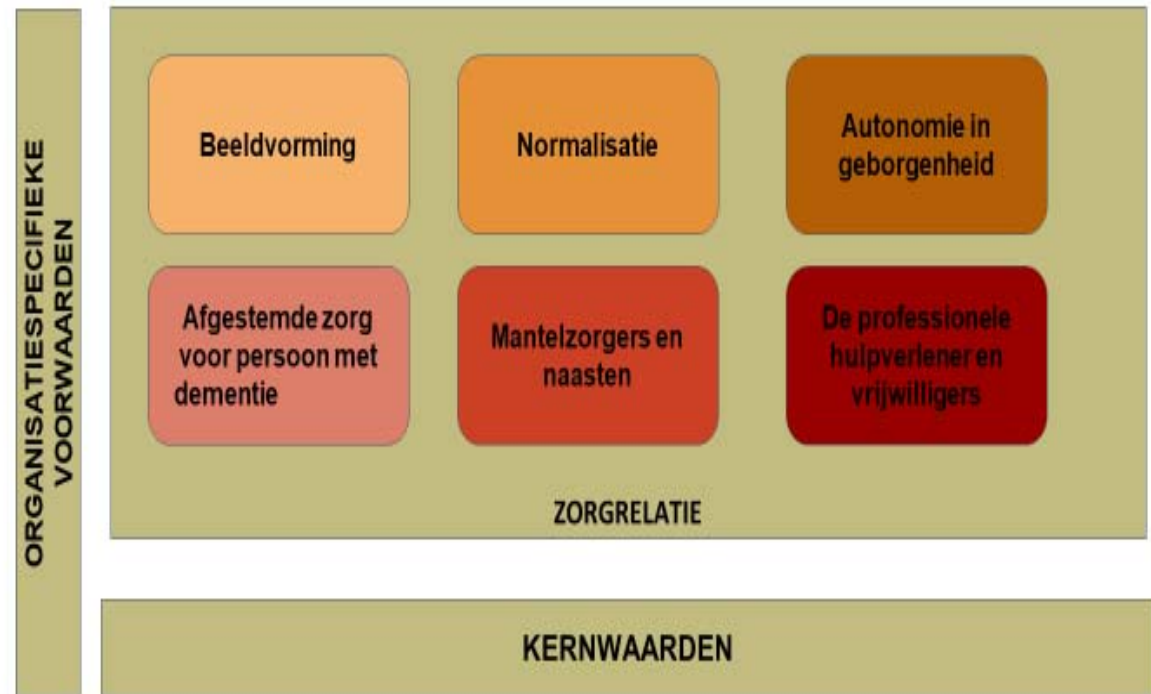 ORGANISATIESPECIFIEKE
VOORWAARDEN
Beeldvorming
Normalisatie
Autonomie in
geborgenheid
Afgestemde zorg
voor persoon met
dementie
Mantelzorgers en
naasten
De professionele
hulpverlener en
vrijwilligers
ZORGRELATIE
KERNWAARDEN